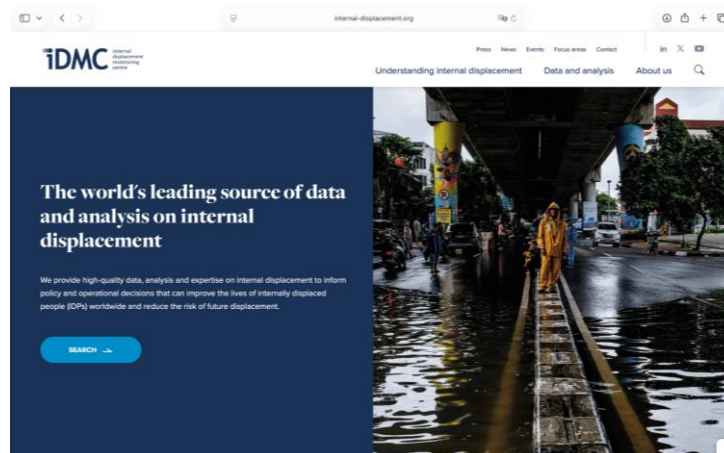 internal-displacement.org
iDMC
internal
displacement
monitoring
centre
Press News Events Focus areas Contact
Understanding internal displacement Data and analysis About us
The world's leading source of data
and analysis on internal
displacement
We provide high-quality data, analysis and expertise on internal displacement to inform
policy and operational decisions that can improve the lives of internally displaced
people (IDPs) worldwide and reduce the risk of future displacement.
SEARCH